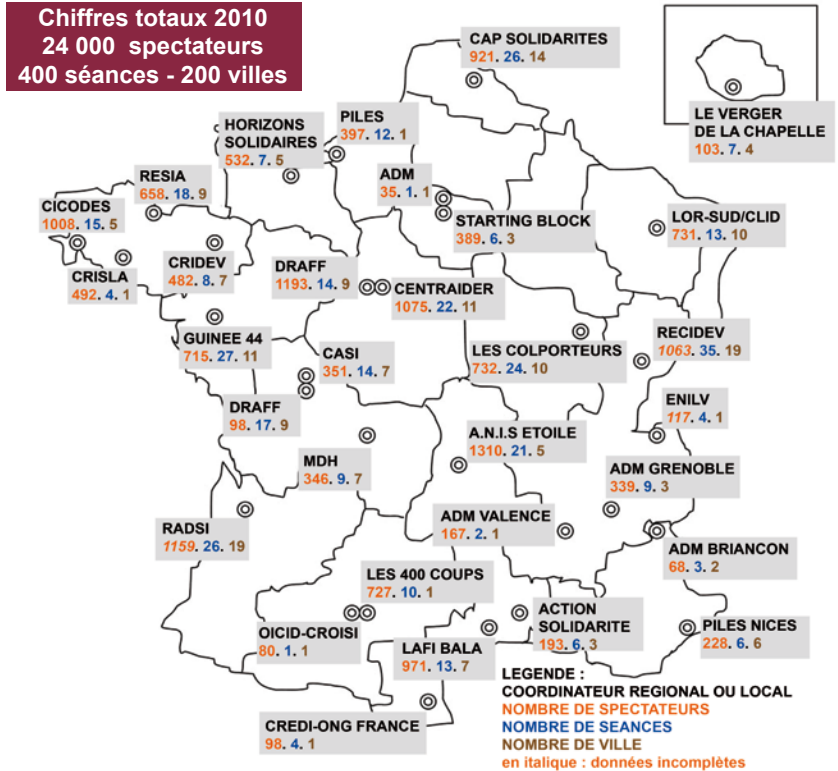 Chiffres totaux 2010
24 000 spectateurs
400 séances - 200 villes
CAP SOLIDARITES
921. 26. 14
LE VERGER
DE LA CHAPELLE
103. 7. 4
PILES
397. 12. 1
HORIZONS
SOLIDAIRES
532. 7. 5
RESIA
658. 18. 9
ADM
35. 1. 1
CICODES
1008. 15. 5
STARTING BLOCK
389. 6. 3
LOR-SUD/CLID
731. 13. 10
CRISLA
492. 4. 1
CRIDEV
482. 8. 7
DRAFF
1193. 14. 9
CENTRAIDER
1075. 22. 11
GUINEE 44
715. 27. 11
CASI
351. 14. 7
LES COLPORTEURS
732. 24. 10
RECIDEV
1063. 35. 19
DRAFF
98. 17. 9
ENILV
117. 4. 1
A.N.I.S ETOILE
1310. 21. 5
MDH
346. 9. 7
ADM GRENOBLE
339. 9. 3
RADSI
1159. 26. 19
ADM VALENCE
167. 2. 1
ADM BRIANCON
68. 3. 2
LES 400 COUPS
727. 10. 1
OICID-CROISI
80. 1. 1
ACTION
SOLIDARITE
193. 6. 3
PILES NICES
228. 6. 6
LAFI BALA
971. 13. 7
CREDI-ONG FRANCE
98. 4. 1
LEGENDE :
COORDINATEUR REGIONAL OU LOCAL
NOMBRE DE SPECTATEURS
NOMBRE DE SEANCES
NOMBRE DE VILLE
en italique : données incomplètes